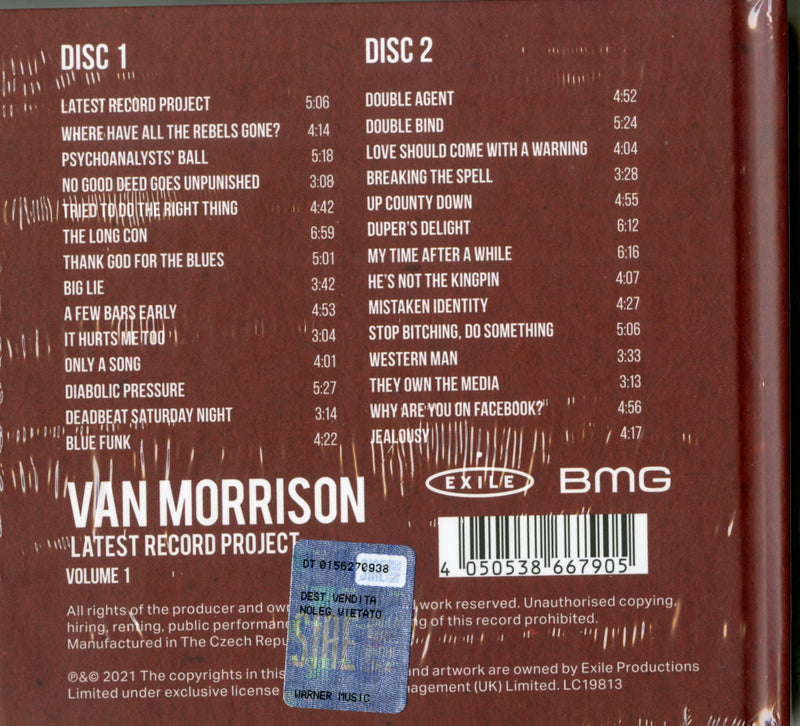 DISC 1
LATEST RECORD PROJECT 5:06
WHERE HAVE ALL THE REBELS GONE? 4:14
PSYCHOANALYSTS' BALL 5:18
NO GOOD DEED GOES UNPUNISHED 3:08
TRIED TO DO THE RIGHT THING 4:42
THE LONG CON 6:59
THANK GOD FOR THE BLUES 5:01
BIG LIE 3:42
A FEW BARS EARLY 4:53
IT HURTS ME TOO 3:04
ONLY A SONG 4:01
DIABOLIC PRESSURE 5:27
DEADBEAT SATURDAY NIGHT 3:14
BLUE FUNK 4:22
DISC 2
DOUBLE AGENT 4:52
DOUBLE BIND 5:24
LOVE SHOULD COME WITH A WARNING 4:04
BREAKING THE SPELL 3:28
UP COUNTY DOWN 4:55
DUPER'S DELIGHT 6:12
MY TIME AFTER A WHILE 6:16
HE'S NOT THE KINGPIN 4:07
MISTAKEN IDENTITY 4:27
STOP BITCHING, DO SOMETHING 5:06
WESTERN MAN 3:33
THEY OWN THE MEDIA 3:13
WHY ARE YOU ON FACEBOOK? 4:56
JEALOUSY 4:17
VAN MORRISON
LATEST RECORD PROJECT
VOLUME 1
EXILE BMG
4 050538 667905
DT 0156270938
DEST.VENDITA
NOLEG VIETATO
SIAE
WARNER MUSIC
All rights of the producer and work reserved. Unauthorised copying,
hiring, renting, public of this record prohibited.
Manufactured in The Czech
℗&© 2021 The copyrights in this and artwork are owned by Exile Productions
Limited under exclusive license (UK) Limited. LC19813